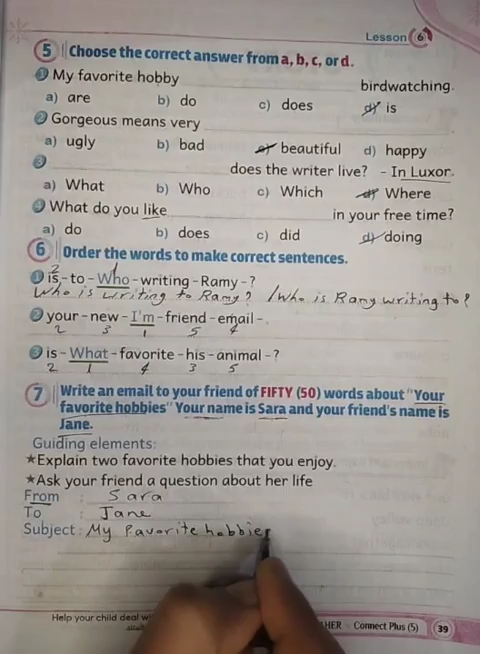 Lesson 6
5 Choose the correct answer from a, b, c, or d.
1 My favorite hobby birdwatching.
a) are b) do c) does d) is
2 Gorgeous means very
a) ugly b) bad c) beautiful d) happy
3 does the writer live? - In Luxor.
a) What b) Who c) Which d) Where
4 What do you like in your free time?
a) do b) does c) did d) doing
6 Order the words to make correct sentences.
2 1
1 is - to - Who - writing - Ramy - ?
Who is writing to Ramy? / Who is Ramy writing to?
2 your - new - I'm - friend - email - .
2 3 1 5 4
3 is - What - favorite - his - animal - ?
2 1 4 3 5
7 Write an email to your friend of FIFTY (50) words about "Your
favorite hobbies" Your name is Sara and your friend's name is
Jane.
Guiding elements:
★Explain two favorite hobbies that you enjoy.
★Ask your friend a question about her life
From : Sara
To : Jane
Subject : My Favorite hobbies
Help your child deal
Connect Plus (5) 39